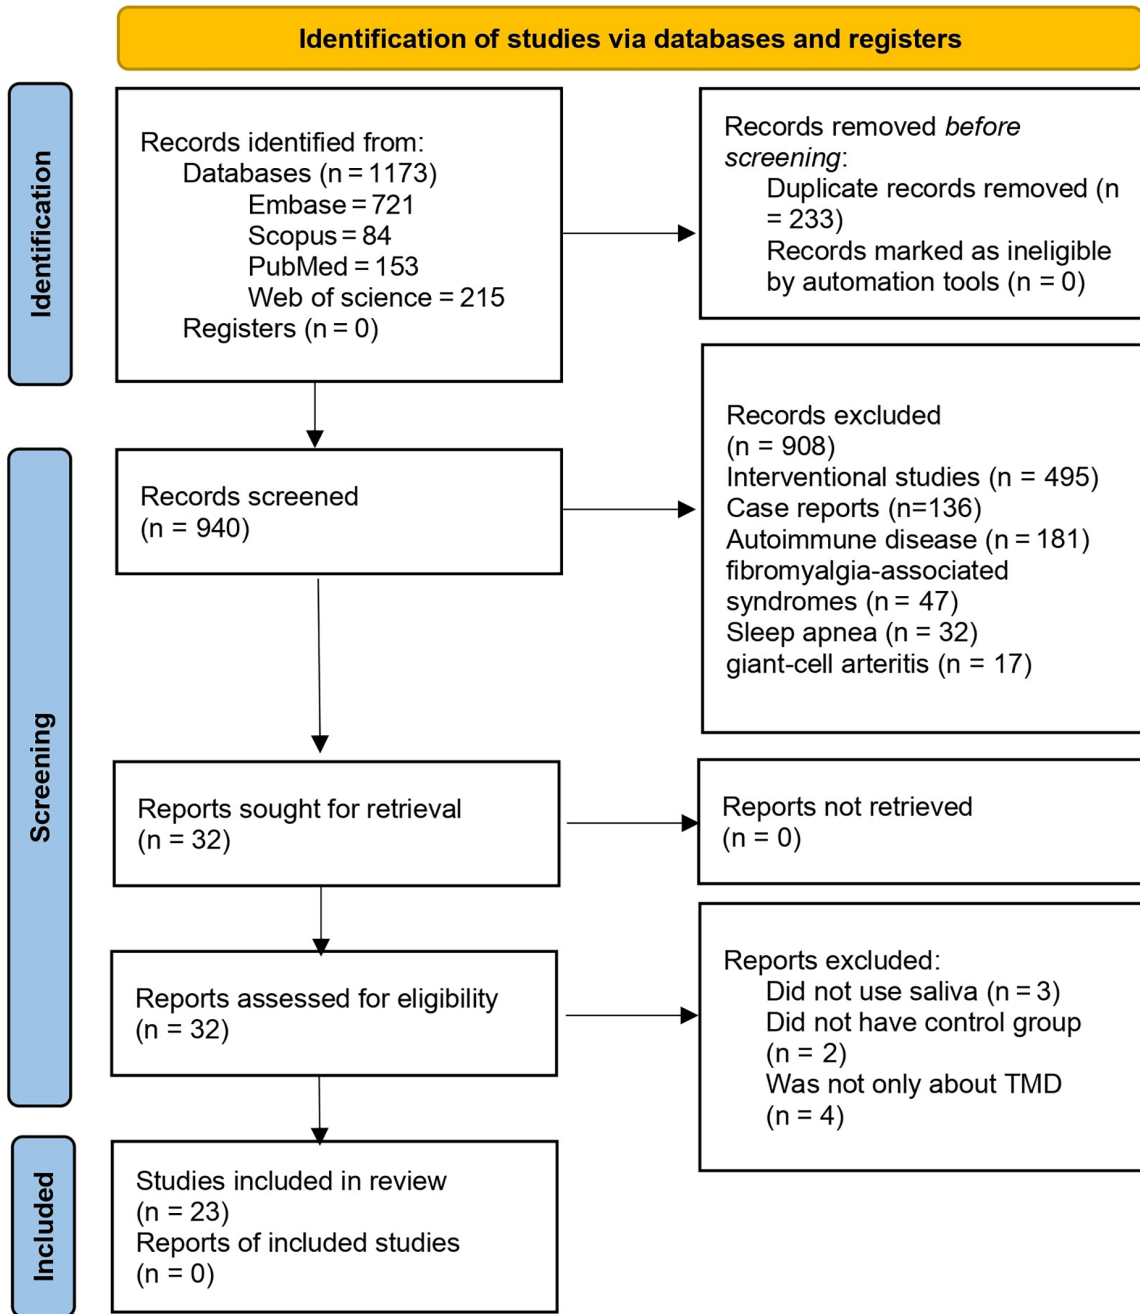 Identification of studies via databases and registers
Identification
Records identified from:
Databases (n = 1173)
Embase = 721
Scopus = 84
PubMed = 153
Web of science = 215
Registers (n = 0)
Records removed before
screening:
Duplicate records removed (n
= 233)
Records marked as ineligible
by automation tools (n = 0)
Screening
Records screened
(n = 940)
Records excluded
(n = 908)
Interventional studies (n = 495)
Case reports (n=136)
Autoimmune disease (n = 181)
fibromyalgia-associated
syndromes (n = 47)
Sleep apnea (n = 32)
giant-cell arteritis (n = 17)
Reports sought for retrieval
(n = 32)
Reports not retrieved
(n = 0)
Reports assessed for eligibility
(n = 32)
Reports excluded:
Did not use saliva (n = 3)
Did not have control group
(n = 2)
Was not only about TMD
(n = 4)
Included
Studies included in review
(n = 23)
Reports of included studies
(n = 0)